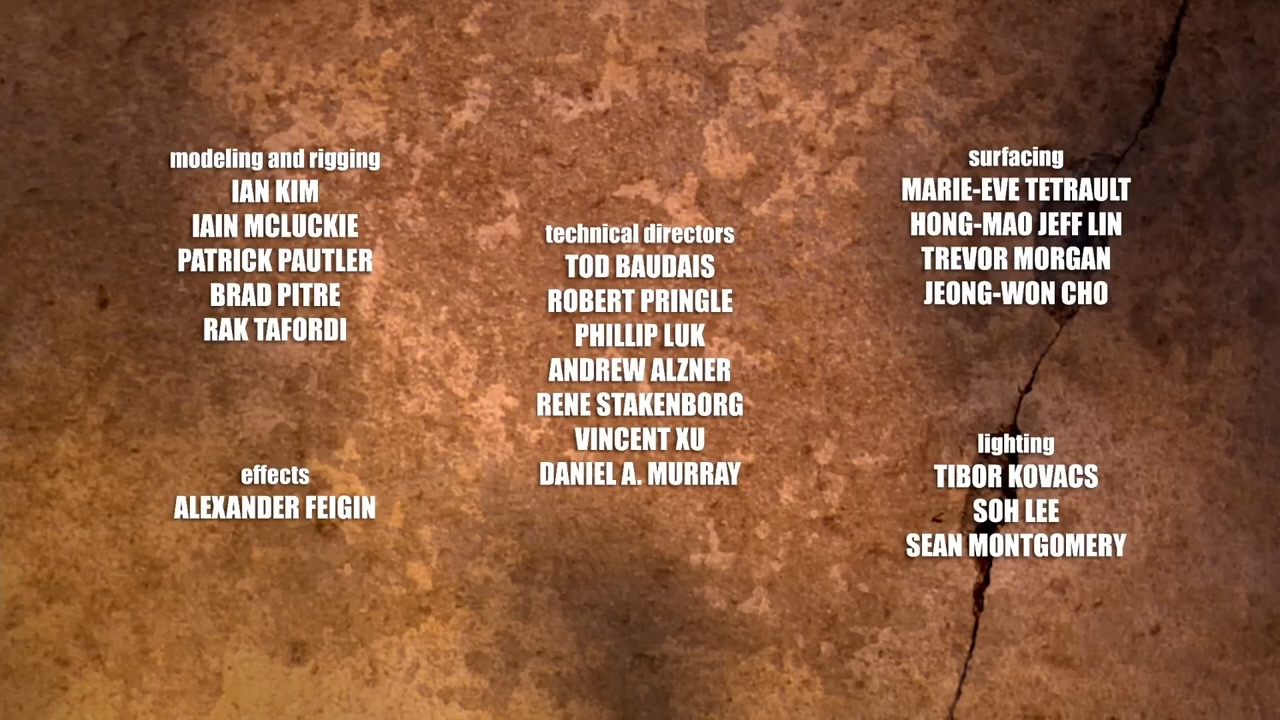 modeling and rigging
IAN KIM
IAIN MCLUCKIE
PATRICK PAUTLER
BRAD PITRE
RAK TAFORDI
effects
ALEXANDER FEIGIN
technical directors
TOD BAUDAIS
ROBERT PRINGLE
PHILLIP LUK
ANDREW ALZNER
RENE STAKENBORG
VINCENT XU
DANIEL A. MURRAY
surfacing
MARIE-EVE TETRAULT
HONG-MAO JEFF LIN
TREVOR MORGAN
JEONG-WON CHO
lighting
TIBOR KOVACS
SOH LEE
SEAN MONTGOMERY